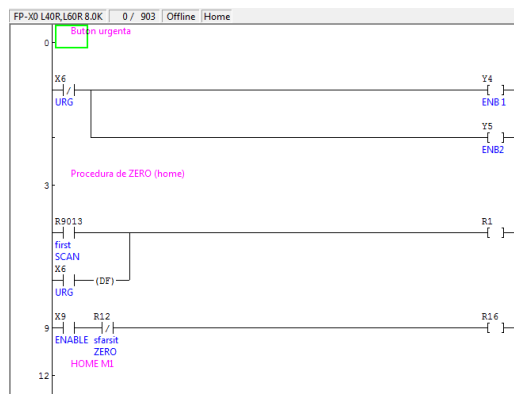 FP-X0 L40R,L60R 8.0K 0 / 903 Offline Home
Buton urgenta
0
X6 Y4
URG ENB1
Y5
ENB2
Procedura de ZERO (home)
3
R9013 R1
first
SCAN
X6
(DF)
URG
X9 R12 R16
9
ENABLE sfarsit
ZERO
HOME M1
12